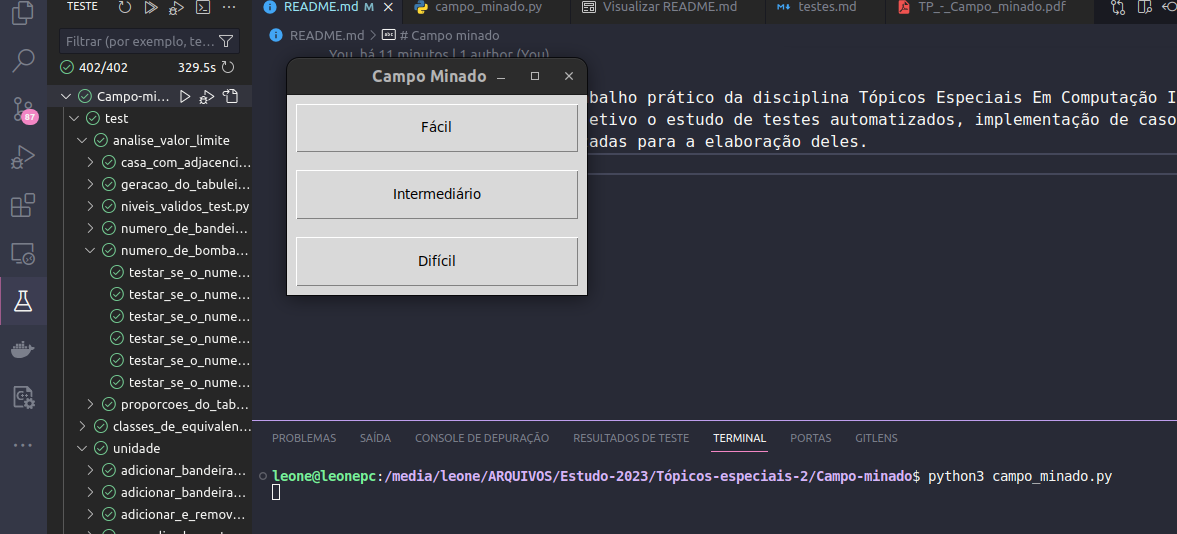 TESTE
Filtrar (por exemplo, te...
402/402 329.5s
87
Campo-mi...
test
analise_valor_limite
casa_com_adjacenci...
geracao_do_tabulei...
niveis_validos_test.py
numero_de_bandei...
numero_de_bomba...
testar_se_o_nume...
testar_se_o_nume...
testar_se_o_nume...
testar_se_o_nume...
testar_se_o_nume...
testar_se_o_nume...
proporcoes_do_tab...
classes_de_equivalen...
unidade
adicionar_bandeira...
adicionar_bandeira...
adicionar_e_remov...
README.md M
campo_minado.py
Visualizar README.md
testes.md
TP_-_Campo_minado.pdf
README.md > # Campo minado
You, há 11 minutos | 1 author (You)
balho prático da disciplina Tópicos Especiais Em Computação I
etivo o estudo de testes automatizados, implementação de caso
adas para a elaboração deles.
Campo Minado
Fácil
Intermediário
Difícil
PROBLEMAS SAÍDA CONSOLE DE DEPURAÇÃO RESULTADOS DE TESTE TERMINAL PORTAS GITLENS
leone@leonepc:/media/leone/ARQUIVOS/Estudo-2023/Tópicos-especiais-2/Campo-minado$ python3 campo_minado.py